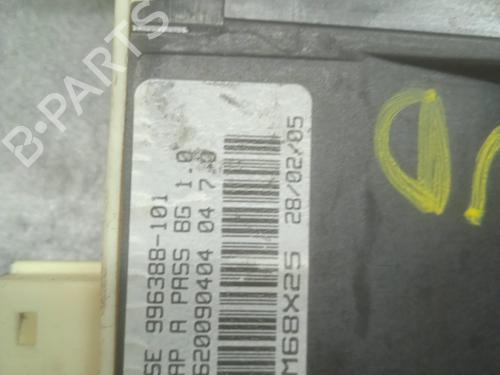 B-PARTS
SE 996388-101
AP A PASS BG 1.0
620090404 04 7.0
M68X25 28/02/05